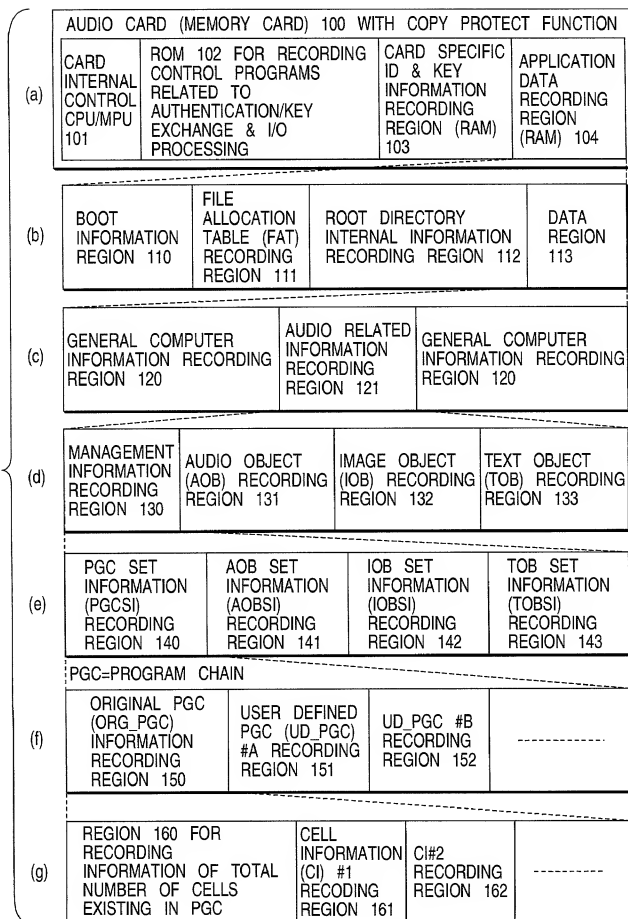 AUDIO CARD (MEMORY CARD) 100 WITH COPY PROTECT FUNCTION
(a)
CARD
INTERNAL
CONTROL
CPU/MPU
101
ROM 102 FOR RECORDING
CONTROL PROGRAMS
RELATED TO
AUTHENTICATION/KEY
EXCHANGE & I/O
PROCESSING
CARD SPECIFIC
ID & KEY
INFORMATION
RECORDING
REGION (RAM)
103
APPLICATION
DATA
RECORDING
REGION
(RAM) 104
(b)
BOOT
INFORMATION
REGION 110
FILE
ALLOCATION
TABLE (FAT)
RECORDING
REGION 111
ROOT DIRECTORY
INTERNAL INFORMATION
RECORDING REGION 112
DATA
REGION
113
(c)
GENERAL COMPUTER
INFORMATION RECORDING
REGION 120
AUDIO RELATED
INFORMATION
RECORDING
REGION 121
GENERAL COMPUTER
INFORMATION RECORDING
REGION 120
(d)
MANAGEMENT
INFORMATION
RECORDING
REGION 130
AUDIO OBJECT
(AOB) RECORDING
REGION 131
IMAGE OBJECT
(IOB) RECORDING
REGION 132
TEXT OBJECT
(TOB) RECORDING
REGION 133
(e)
PGC SET
INFORMATION
(PGCSI)
RECORDING
REGION 140
AOB SET
INFORMATION
(AOBSI)
RECORDING
REGION 141
IOB SET
INFORMATION
(IOBSI)
RECORDING
REGION 142
TOB SET
INFORMATION
(TOBSI)
RECORDING
REGION 143
PGC=PROGRAM CHAIN
(f)
ORIGINAL PGC
(ORG_PGC)
INFORMATION
RECORDING
REGION 150
USER DEFINED
PGC (UD_PGC)
#A RECORDING
REGION 151
UD_PGC #B
RECORDING
REGION 152
(g)
REGION 160 FOR
RECORDING
INFORMATION OF TOTAL
NUMBER OF CELLS
EXISTING IN PGC
CELL
INFORMATION
(CI) #1
RECODING
REGION 161
CI#2
RECORDING
REGION 162